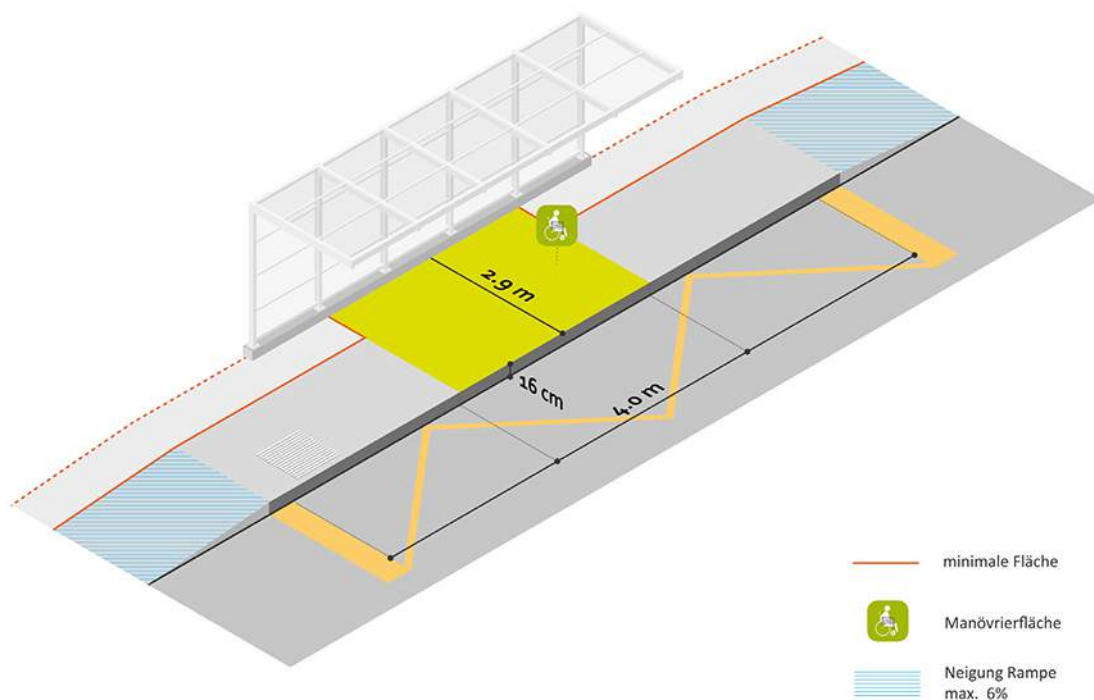 2.9 m
16 cm
4.0 m
minimale Fläche
Manövrierfläche
Neigung Rampe
max. 6%